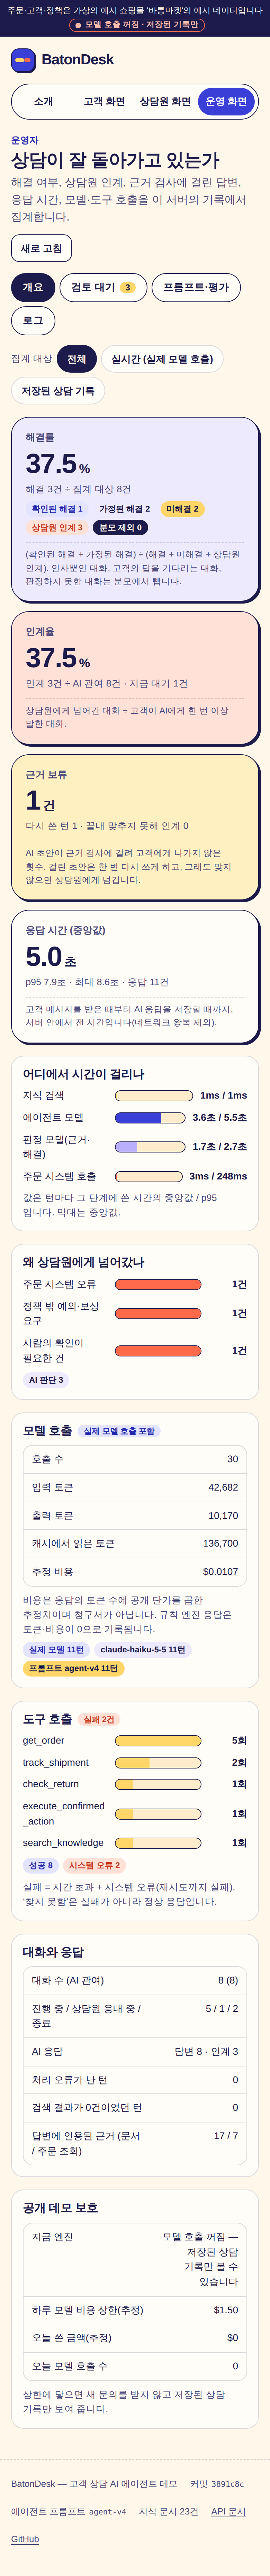 주문·고객·정책은 가상의 예시 쇼핑몰 '바통마켓'의 예시 데이터입니다
모델 호출 꺼짐 · 저장된 기록만
BatonDesk
소개 고객 화면 상담원 화면 운영 화면
운영자
상담이 잘 돌아가고 있는가
해결 여부, 상담원 인계, 근거 검사에 걸린 답변,
응답 시간, 모델·도구 호출을 이 서버의 기록에서
집계합니다.
새로 고침
개요 검토 대기 3 프롬프트·평가
로그
집계 대상 전체 실시간 (실제 모델 호출)
저장된 상담 기록
해결률
37.5 %
해결 3건 ÷ 집계 대상 8건
확인된 해결 1 가정된 해결 2 미해결 2
상담원 인계 3 분모 제외 0
(확인된 해결 + 가정된 해결) ÷ (해결 + 미해결 + 상담원
인계). 인사뿐인 대화, 고객의 답을 기다리는 대화,
판정하지 못한 대화는 분모에서 뺍니다.
인계율
37.5 %
인계 3건 ÷ AI 관여 8건 · 지금 대기 1건
상담원에게 넘어간 대화 ÷ 고객이 AI에게 한 번 이상
말한 대화.
근거 보류
1 건
다시 쓴 턴 1 · 끝내 맞추지 못해 인계 0
AI 초안이 근거 검사에 걸려 고객에게 나가지 않은
횟수. 걸린 초안은 한 번 다시 쓰게 하고, 그래도 맞지
않으면 상담원에게 넘깁니다.
응답 시간 (중앙값)
5.0 초
p95 7.9초 · 최대 8.6초 · 응답 11건
고객 메시지를 받은 때부터 AI 응답을 저장할 때까지,
서버 안에서 잰 시간입니다(네트워크 왕복 제외).
어디에서 시간이 걸리나
지식 검색 1ms / 1ms
에이전트 모델 3.6초 / 5.5초
판정 모델(근거·
해결) 1.7초 / 2.7초
주문 시스템 호출 3ms / 248ms
값은 턴마다 그 단계에 쓴 시간의 중앙값 / p95
입니다. 막대는 중앙값.
왜 상담원에게 넘어갔나
주문 시스템 오류 1건
정책 밖 예외·보상
요구 1건
사람의 확인이
필요한 건 1건
AI 판단 3
모델 호출 실제 모델 호출 포함
호출 수 30
입력 토큰 42,682
출력 토큰 10,170
캐시에서 읽은 토큰 136,700
추정 비용 $0.0107
비용은 응답의 토큰 수에 공개 단가를 곱한
추정치이며 청구서가 아닙니다. 규칙 엔진 응답은
토큰·비용이 0으로 기록됩니다.
실제 모델 11턴 claude-haiku-5-5 11턴
프롬프트 agent-v4 11턴
도구 호출 실패 2건
get_order 5회
track_shipment 2회
check_return 1회
execute_confirmed
_action 1회
search_knowledge 1회
성공 8 시스템 오류 2
실패 = 시간 초과 + 시스템 오류(재시도까지 실패).
'찾지 못함'은 실패가 아니라 정상 응답입니다.
대화와 응답
대화 수 (AI 관여) 8 (8)
진행 중 / 상담원 응대 중 /
종료 5 / 1 / 2
AI 응답 답변 8 · 인계 3
처리 오류가 난 턴 0
검색 결과가 0건이었던 턴 0
답변에 인용된 근거 (문서
/ 주문 조회) 17 / 7
공개 데모 보호
지금 엔진 모델 호출 꺼짐 —
저장된 상담
기록만 볼 수
있습니다
하루 모델 비용 상한(추정) $1.50
오늘 쓴 금액(추정) $0
오늘 모델 호출 수 0
상한에 닿으면 새 문의를 받지 않고 저장된 상담
기록만 보여 줍니다.
BatonDesk — 고객 상담 AI 에이전트 데모 커밋 3891c8c
에이전트 프롬프트 agent-v4 지식 문서 23건 API 문서
GitHub